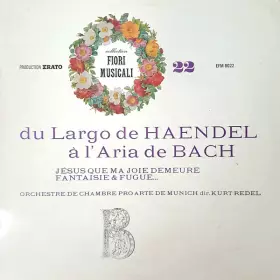 collection
FIORI
MUSICALI
PRODUCTION ERATO
22
EFM 8022
du Largo de HAENDEL
à l'Aria de BACH
JÉSUS QUE MA JOIE DEMEURE
FANTAISIE & FUGUE...
ORCHESTRE DE CHAMBRE PRO ARTE DE MUNICH dir. KURT REDEL
B